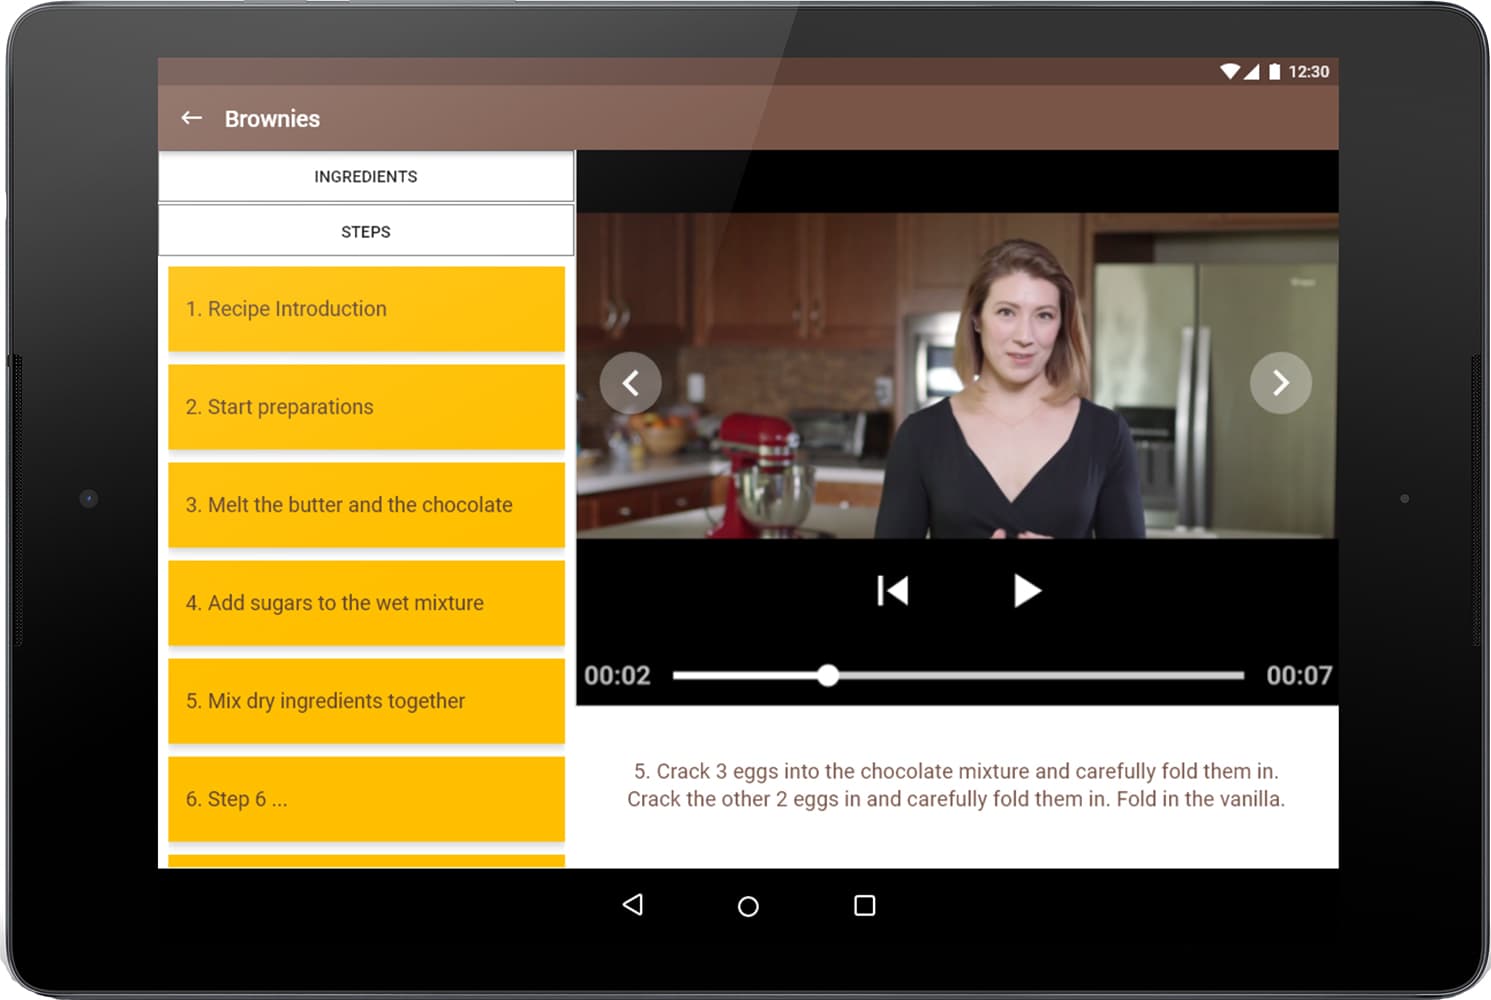 12:30
Brownies
INGREDIENTS
STEPS
1. Recipe Introduction
2. Start preparations
3. Melt the butter and the chocolate
4. Add sugars to the wet mixture
5. Mix dry ingredients together
6. Step 6 ...
00:02
00:07
5. Crack 3 eggs into the chocolate mixture and carefully fold them in.
Crack the other 2 eggs in and carefully fold them in. Fold in the vanilla.